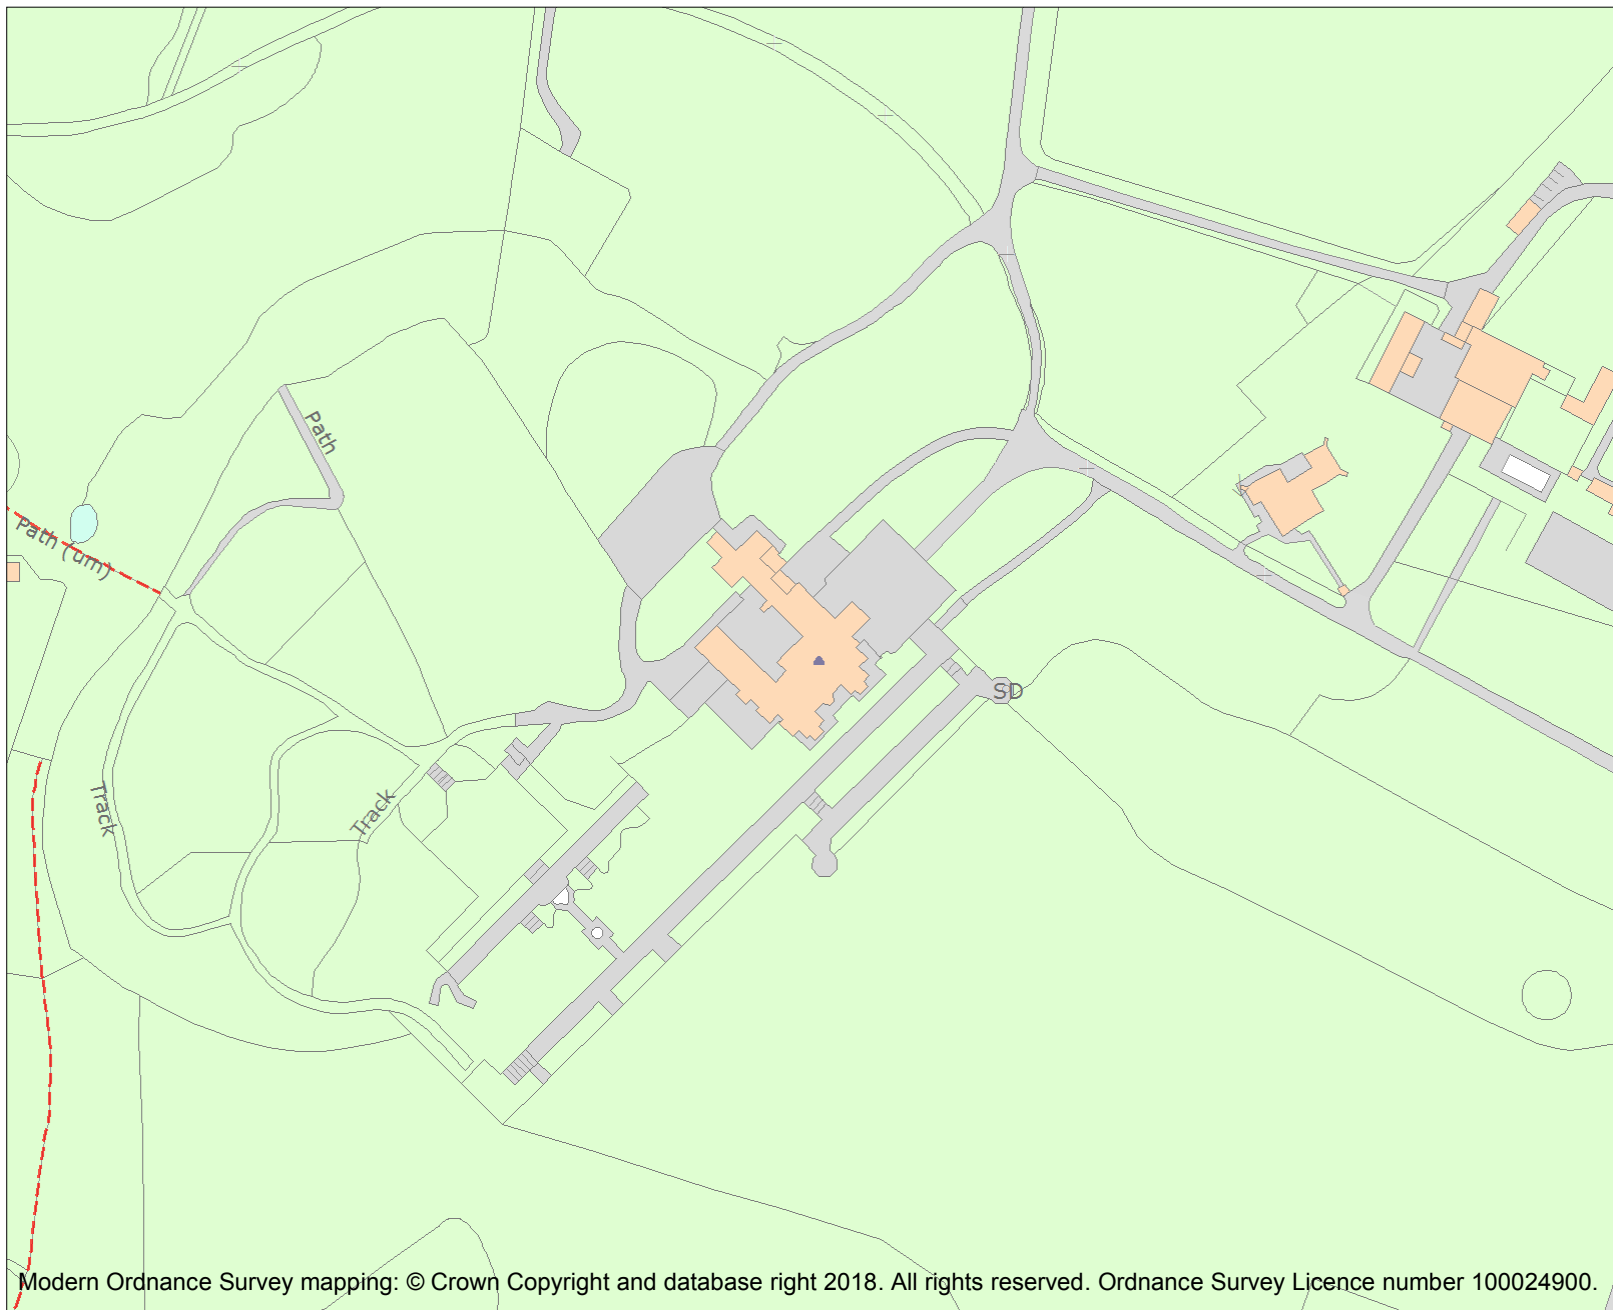 Path
Path (um)
SD
Track
Track
Modern Ordnance Survey mapping: © Crown Copyright and database right 2018. All rights reserved. Ordnance Survey Licence number 100024900.